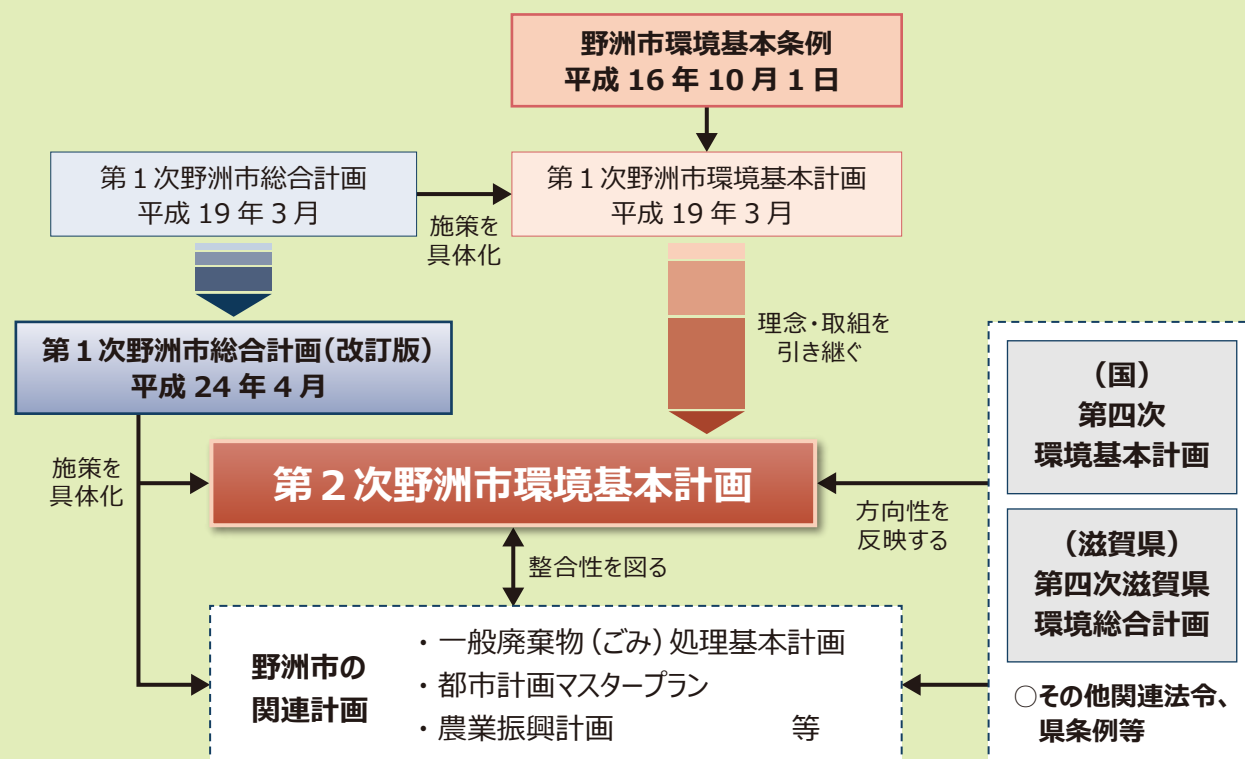 野洲市環境基本条例
平成 16 年 10 月 1 日
第１次野洲市総合計画
平成 19 年 3 月
施策を
具体化
第１次野洲市環境基本計画
平成 19 年 3 月
第１次野洲市総合計画（改訂版）
平成 24 年 4 月
理念・取組を
引き継ぐ
施策を
具体化
第２次野洲市環境基本計画
方向性を
反映する
整合性を図る
（国）
第四次
環境基本計画
（滋賀県）
第四次滋賀県
環境総合計画
○その他関連法令、
県条例等
野洲市の
関連計画
・一般廃棄物（ごみ）処理基本計画
・都市計画マスタープラン
・農業振興計画　　　　　等